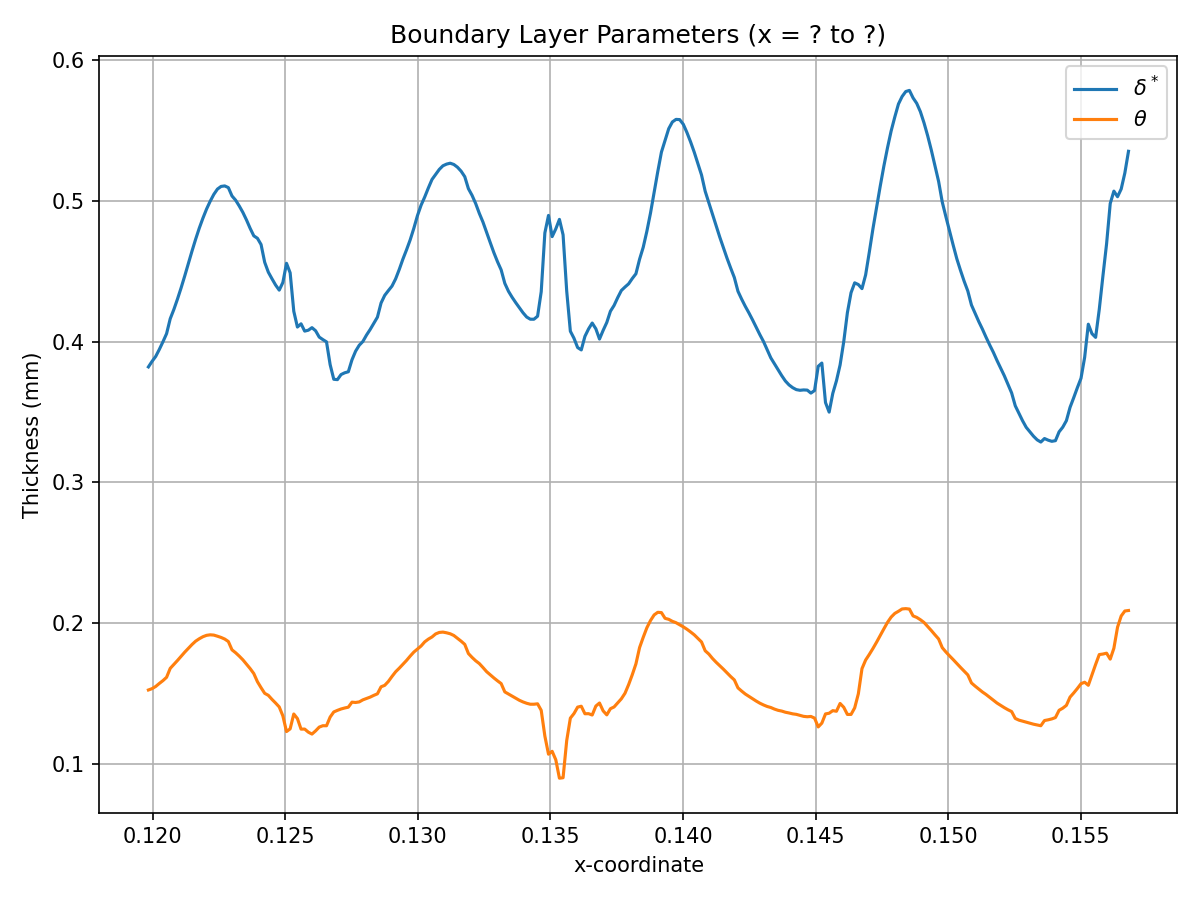 Boundary Layer Parameters (x = ? to ?)
δ*
θ
Thickness (mm)
0.6
0.5
0.4
0.3
0.2
0.1
0.120 0.125 0.130 0.135 0.140 0.145 0.150 0.155
x-coordinate